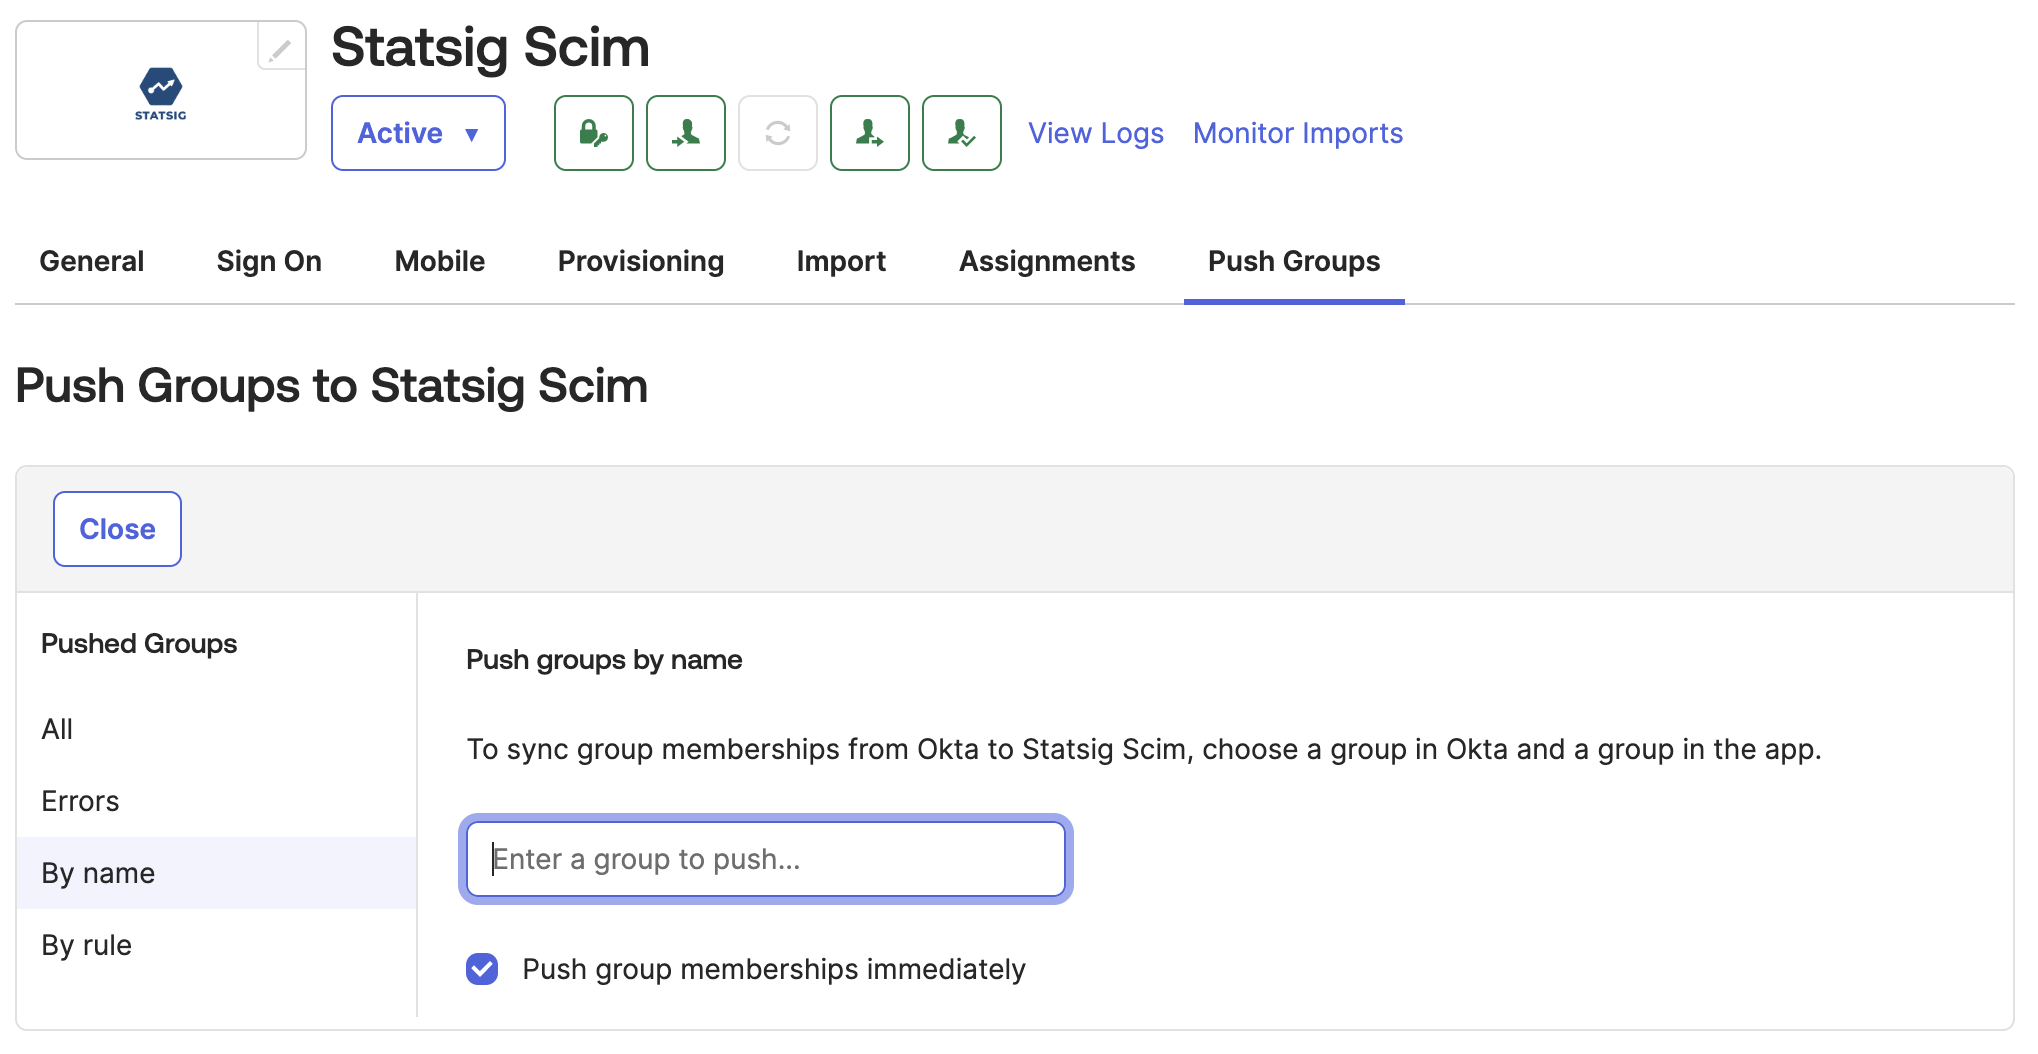 STATSIG
Statsig Scim
Active
View Logs
Monitor Imports
General
Sign On
Mobile
Provisioning
Import
Assignments
Push Groups
Push Groups to Statsig Scim
Close
Pushed Groups
All
Errors
By name
By rule
Push groups by name
To sync group memberships from Okta to Statsig Scim, choose a group in Okta and a group in the app.
Enter a group to push...
Push group memberships immediately